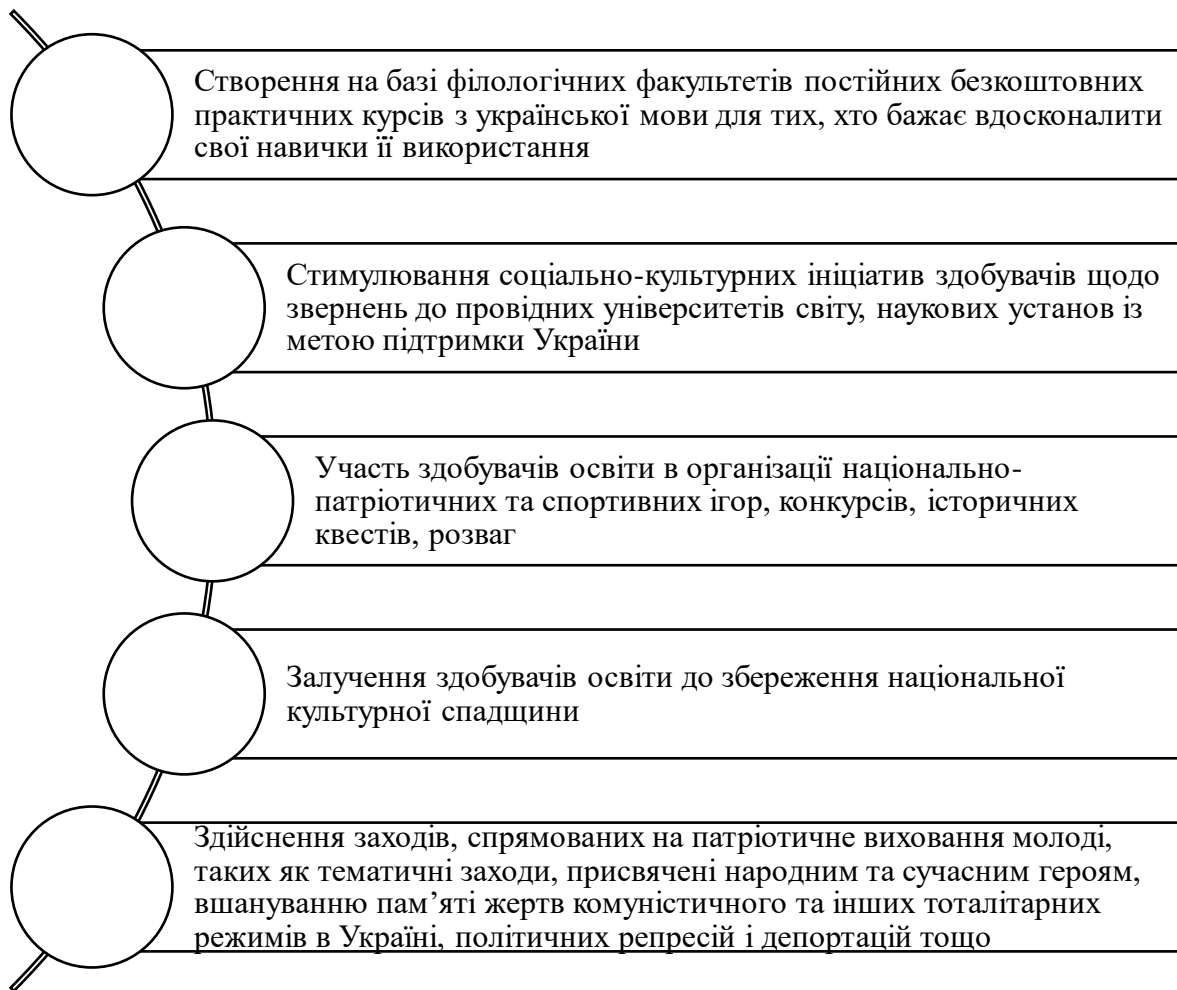 Створення на базі філологічних факультетів постійних безкоштовних
практичних курсів з української мови для тих, хто бажає вдосконалити
свої навички її використання
Стимулювання соціально-культурних ініціатив здобувачів щодо
звернень до провідних університетів світу, наукових установ із
метою підтримки України
Участь здобувачів освіти в організації національно-
патріотичних та спортивних ігор, конкурсів, історичних
квестів, розваг
Залучення здобувачів освіти до збереження національної
культурної спадщини
Здійснення заходів, спрямованих на патріотичне виховання молоді,
таких як тематичні заходи, присвячені народним та сучасним героям,
вшануванню пам’яті жертв комуністичного та інших тоталітарних
режимів в Україні, політичних репресій і депортацій тощо